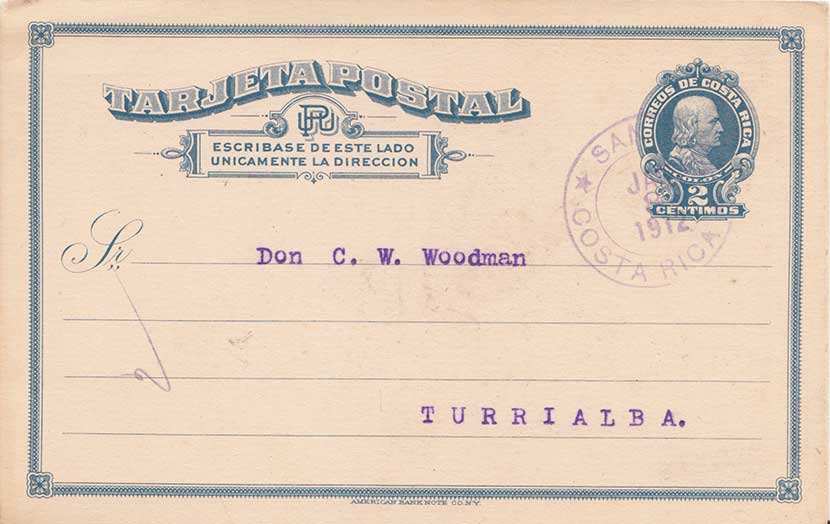 TARJETA POSTAL
ESCRIBASE DE ESTE LADO
UNICAMENTE LA DIRECCION
CORREOS DE COSTA RICA
COLON
2
CENTIMOS
SAN
1912
COSTA RICA
Sr. Don C. W. Woodman
TURRIALBA.
AMERICAN BANK NOTE CO. N.Y.